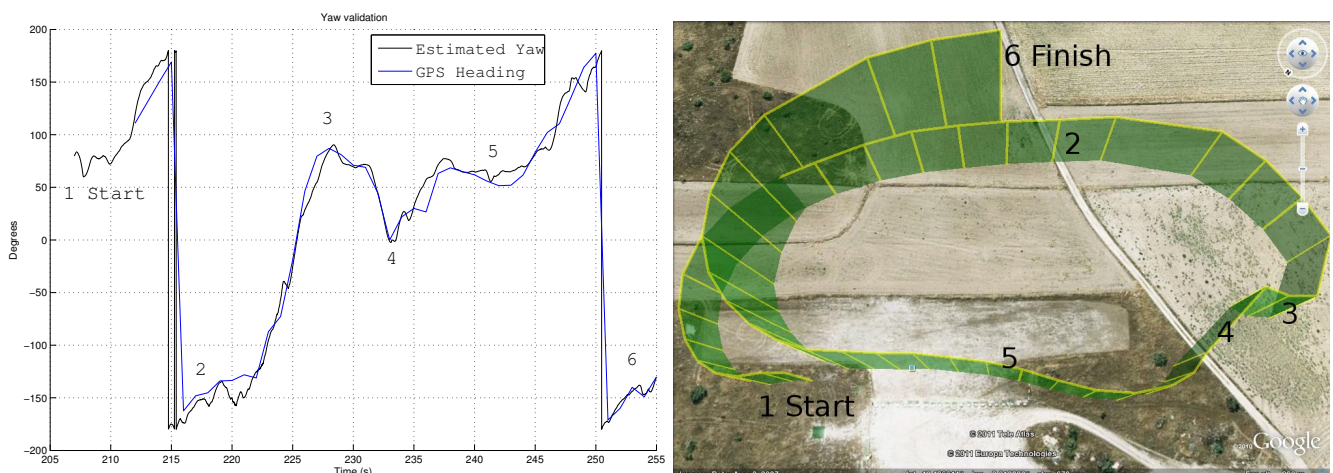 Yaw validation
200
150
100
50
0
−50
−100
−150
−200
Degrees
205
210
215
220
225
230
235
240
245
250
255
Time (s)
Estimated Yaw
GPS Heading
1 Start
2
3
4
5
6
6 Finish
2
3
4
5
1 Start
N
© 2011 Tele Atlas
© 2011 Europa Technologies
©2010 Google